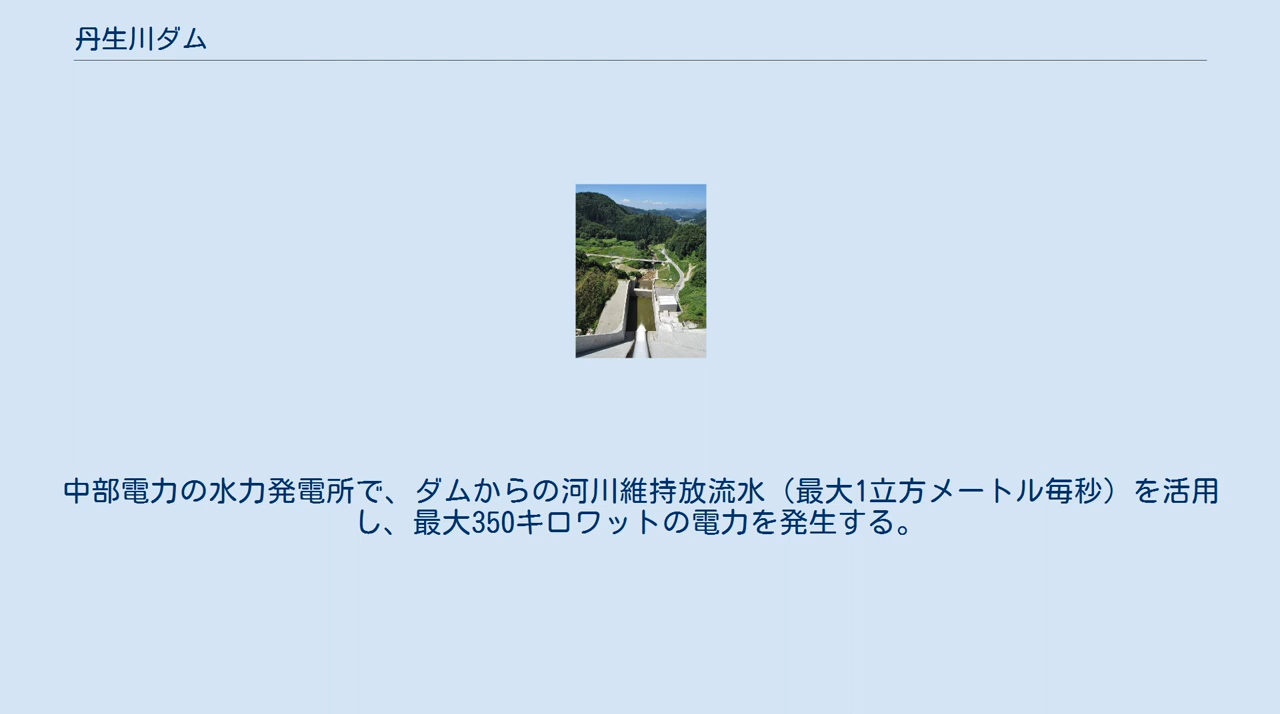 丹生川ダム
中部電力の水力発電所で、ダムからの河川維持放流水（最大1立方メートル毎秒）を活用
し、最大350キロワットの電力を発生する。